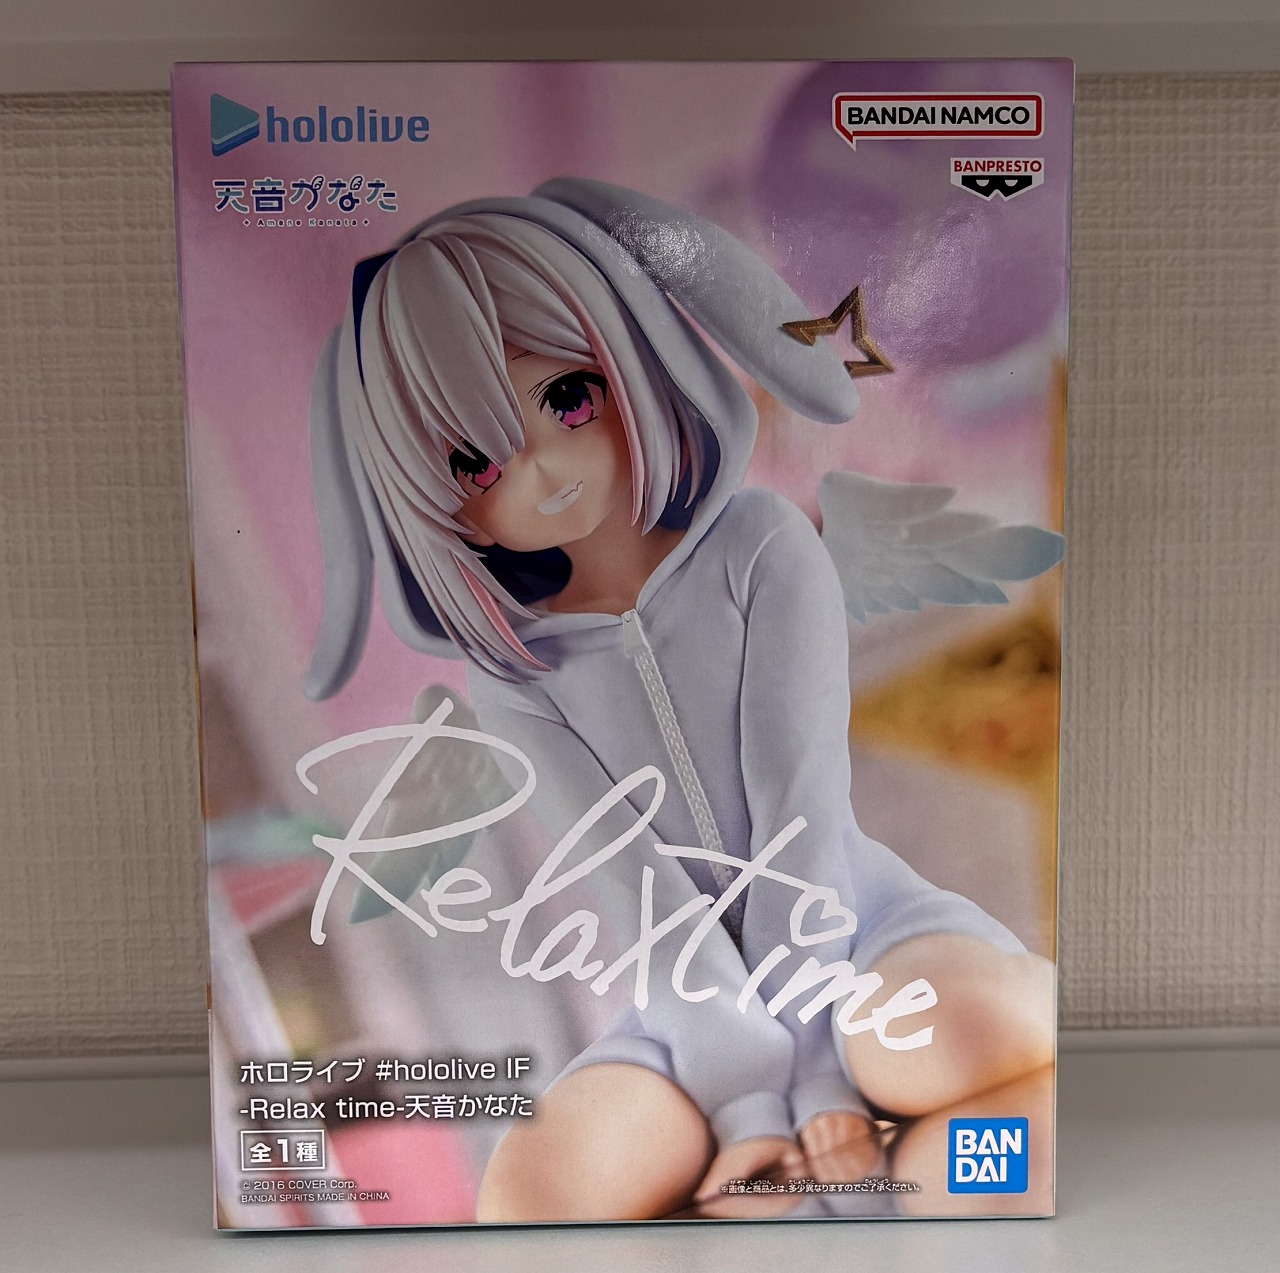 hololive
天音かなた
Amane Kanata
BANDAI NAMCO
BANPRESTO
Relax time
ホロライブ #hololive IF
-Relax time-天音かなた
全1種
© 2016 COVER Corp.
BANDAI SPIRITS MADE IN CHINA
※画像と商品とは、多少異なりますのでご了承ください。
BAN
DAI